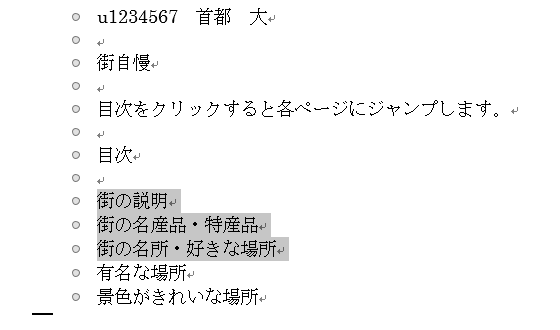 u1234567　首都　大
街自慢
目次をクリックすると各ページにジャンプします。
目次
街の説明
街の名産品・特産品
街の名所・好きな場所
有名な場所
景色がきれいな場所